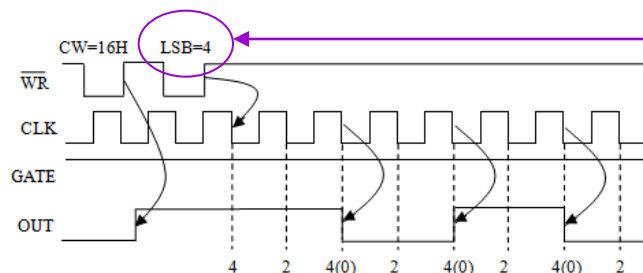 CW=16H LSB=4
WR
CLK
GATE
OUT
4 2 4(0) 2 4(0) 2 4(0) 2